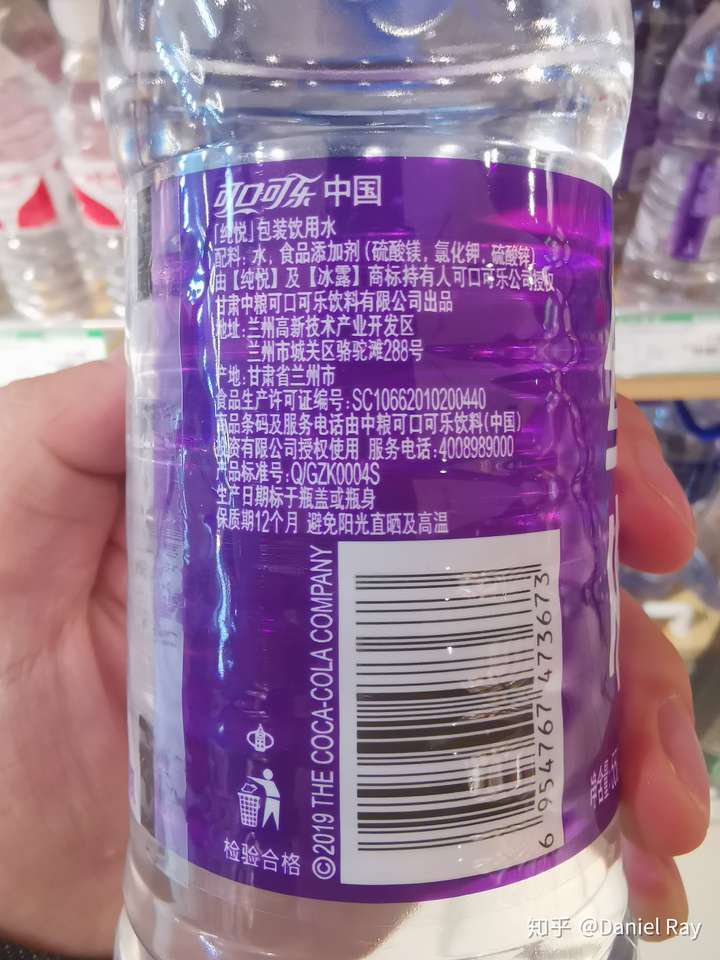 可口可乐 中国
「纯悦」包装饮用水
配料: 水, 食品添加剂 (硫酸镁, 氯化钾, 硫酸锌)
由【纯悦】及【冰露】商标持有人可口可乐公司授权
甘肃中粮可口可乐饮料有限公司出品
地址: 兰州高新技术产业开发区
兰州市城关区骆驼滩288号
产地: 甘肃省兰州市
食品生产许可证编号: SC10662010200440
商品条码及服务电话由中粮可口可乐饮料(中国)
投资有限公司授权使用 服务电话: 4008989000
产品标准号: Q/GZK0004S
生产日期标于瓶盖或瓶身
保质期12个月 避免阳光直晒及高温
©2019 THE COCA-COLA COMPANY
6 954767 473673
检验合格
知乎 @Daniel Ray